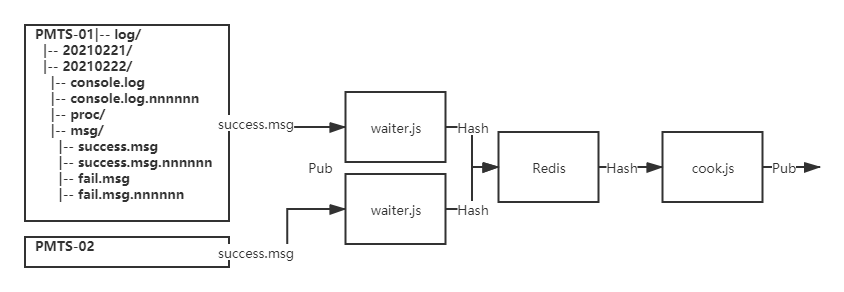 PMTS-01|-- log/
|-- 20210221/
|-- 20210222/
|-- console.log
|-- console.log.nnnnnn
|-- proc/
|-- msg/
|-- success.msg
|-- success.msg.nnnnnn
|-- fail.msg
|-- fail.msg.nnnnnn
success.msg
waiter.js
Hash
Pub
Redis
Hash
cook.js
Pub
waiter.js
Hash
PMTS-02
success.msg